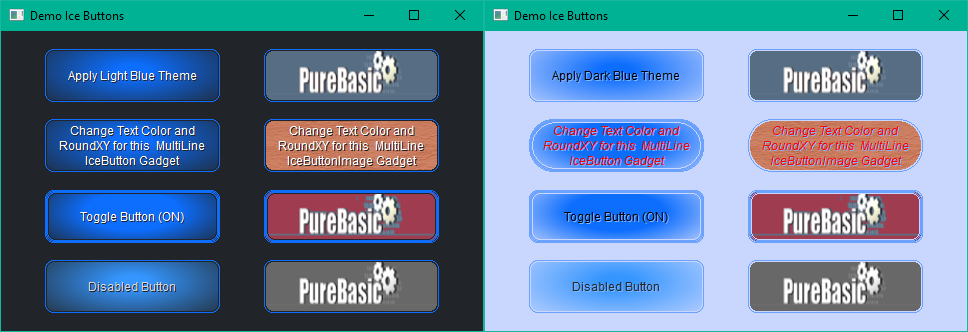 Demo Ice Buttons
Apply Light Blue Theme
PureBasic
Change Text Color and
RoundXY for this  MultiLine
IceButton Gadget
Change Text Color and
RoundXY for this  MultiLine
IceButtonImage Gadget
Toggle Button (ON)
PureBasic
Disabled Button
PureBasic
Demo Ice Buttons
Apply Dark Blue Theme
PureBasic
Change Text Color and
RoundXY for this  MultiLine
IceButton Gadget
Change Text Color and
RoundXY for this  MultiLine
IceButtonImage Gadget
Toggle Button (ON)
PureBasic
Disabled Button
PureBasic